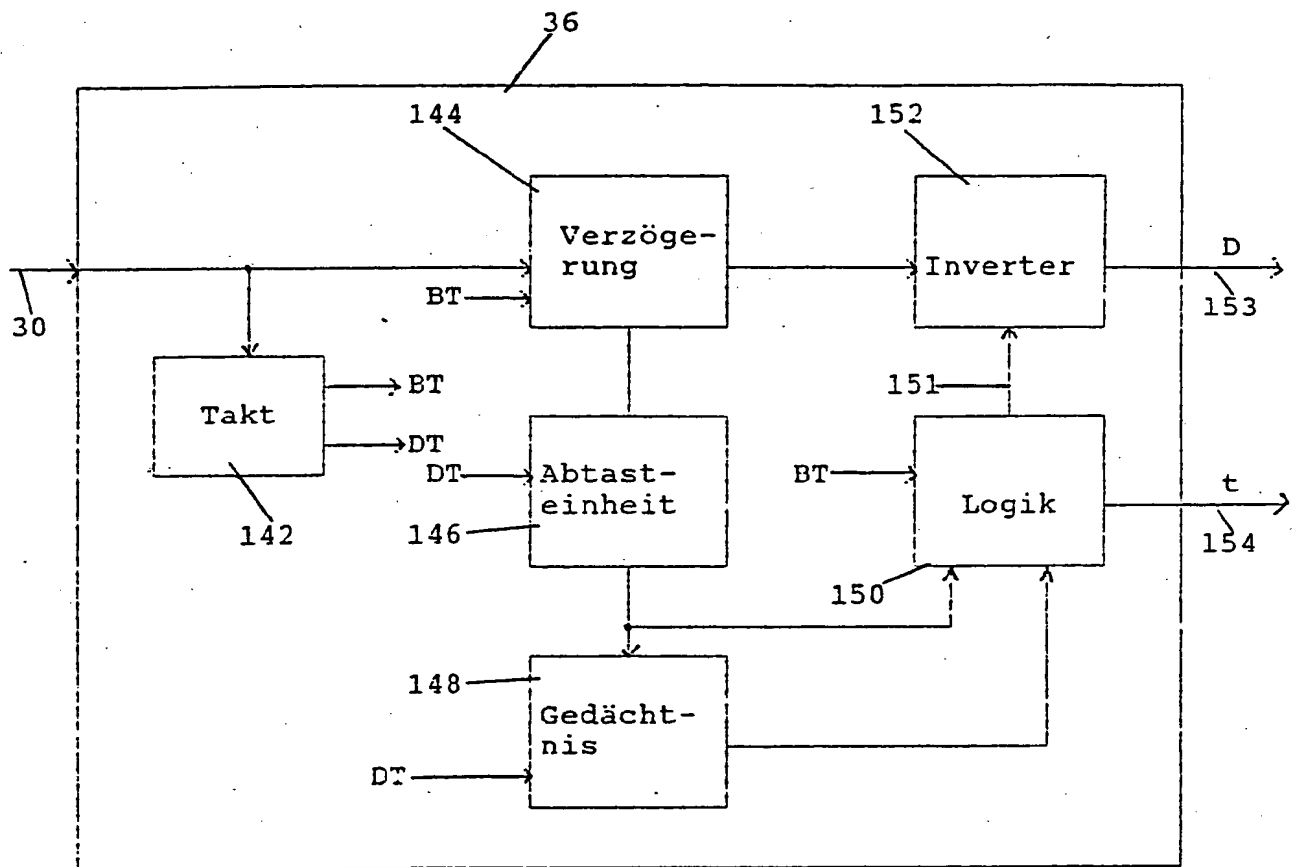 36
144
152
Verzöge-
rung
Inverter
D
BT
30
153
BT
151
Takt
DT
DT
Abtast-
einheit
BT
Logik
t
142
146
154
150
148
Gedächt-
nis
DT